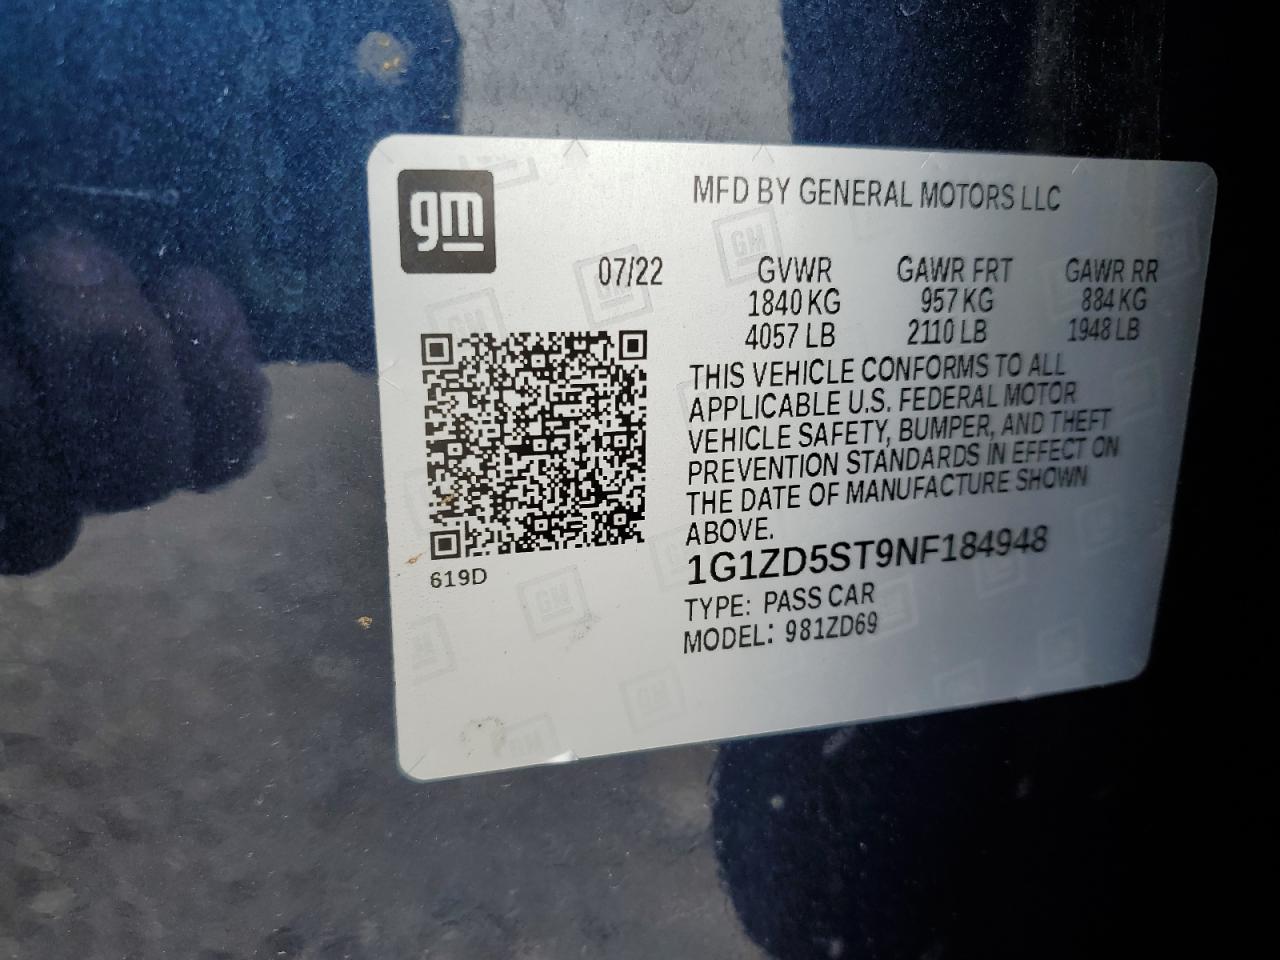 gm
MFD BY GENERAL MOTORS LLC
07/22 GVWR GAWR FRT GAWR RR
1840 KG 957 KG 884 KG
4057 LB 2110 LB 1948 LB
THIS VEHICLE CONFORMS TO ALL
APPLICABLE U.S. FEDERAL MOTOR
VEHICLE SAFETY, BUMPER, AND THEFT
PREVENTION STANDARDS IN EFFECT ON
THE DATE OF MANUFACTURE SHOWN
ABOVE.
1G1ZD5ST9NF184948
619D
TYPE: PASS CAR
MODEL: 981ZD69